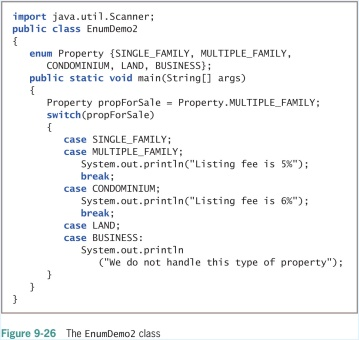 import java.util.Scanner;
public class EnumDemo2
{
   enum Property {SINGLE_FAMILY, MULTIPLE_FAMILY,
      CONDOMINIUM, LAND, BUSINESS};
   public static void main(String[] args)
   {
      Property propForSale = Property.MULTIPLE_FAMILY;
      switch(propForSale)
      {
         case SINGLE_FAMILY;
         case MULTIPLE_FAMILY;
            System.out.println("Listing fee is 5%");
            break;
         case CONDOMINIUM;
            System.out.println("Listing fee is 6%");
            break;
         case LAND;
         case BUSINESS:
            System.out.println
               ("We do not handle this type of property");
      }
   }
}
Figure 9-26 The EnumDemo2 class